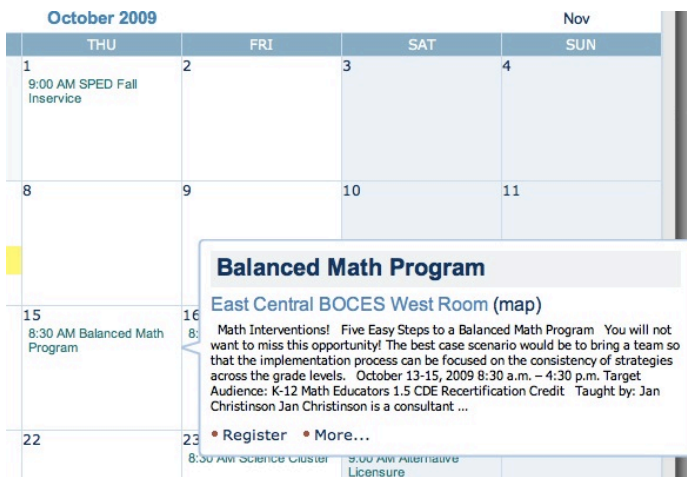 October 2009 Nov
THU FRI SAT SUN
1 2 3 4
9:00 AM SPED Fall
Inservice
8 9 10 11
Balanced Math Program
East Central BOCES West Room (map)
15 16
8:30 AM Balanced Math 8:
Program
Math Interventions! Five Easy Steps to a Balanced Math Program You will not
want to miss this opportunity! The best case scenario would be to bring a team so
that the implementation process can be focused on the consistency of strategies
across the grade levels. October 13-15, 2009 8:30 a.m. – 4:30 p.m. Target
Audience: K-12 Math Educators 1.5 CDE Recertification Credit Taught by: Jan
Christinson Jan Christinson is a consultant ...
• Register • More...
22 23
8:30 AM Science Cluster 9:00 AM Alternative
Licensure